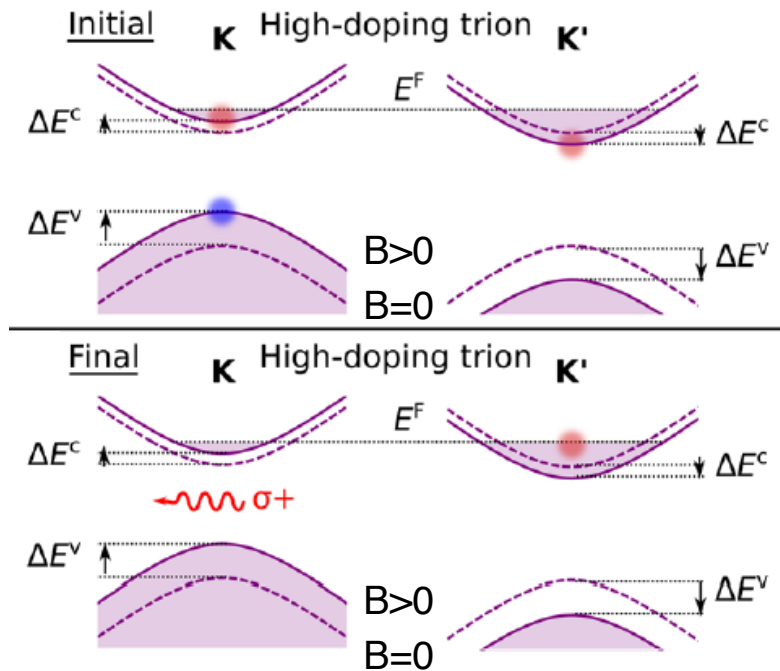 Initial K High-doping trion K'
E^F
ΔE^c ΔE^c
ΔE^v ΔE^v
B>0
B=0
Final K High-doping trion K'
E^F
ΔE^c ΔE^c
σ+
ΔE^v ΔE^v
B>0
B=0